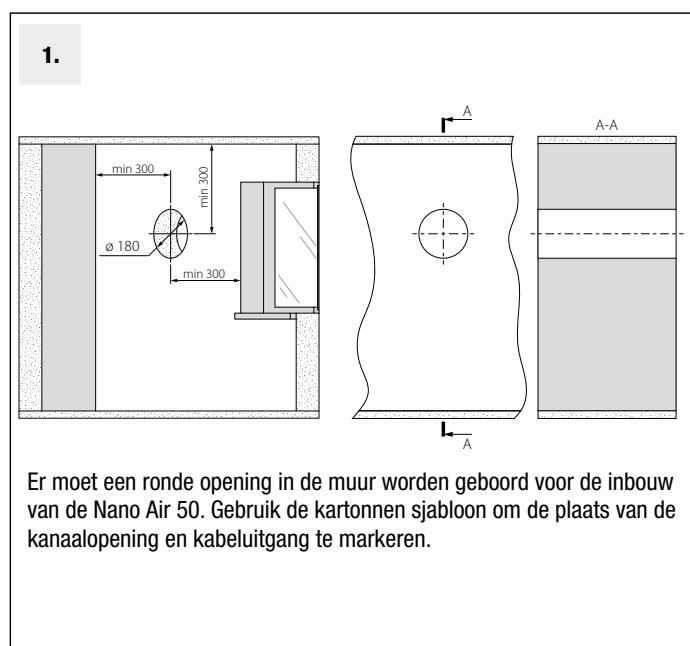 1.
A
A-A
min 300
min 300
ø 180
min 300
A
Er moet een ronde opening in de muur worden geboord voor de inbouw
van de Nano Air 50. Gebruik de kartonnen sjabloon om de plaats van de
kanaalopening en kabeluitgang te markeren.